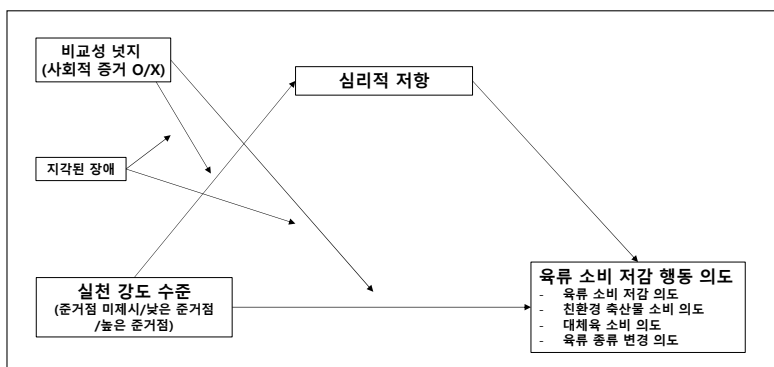 비교성 넛지
(사회적 증거 O/X)
심리적 저항
지각된 장애
실천 강도 수준
(준거점 미제시/낮은 준거점
/높은 준거점)
육류 소비 저감 행동 의도
- 육류 소비 저감 의도
- 친환경 축산물 소비 의도
- 대체육 소비 의도
- 육류 종류 변경 의도